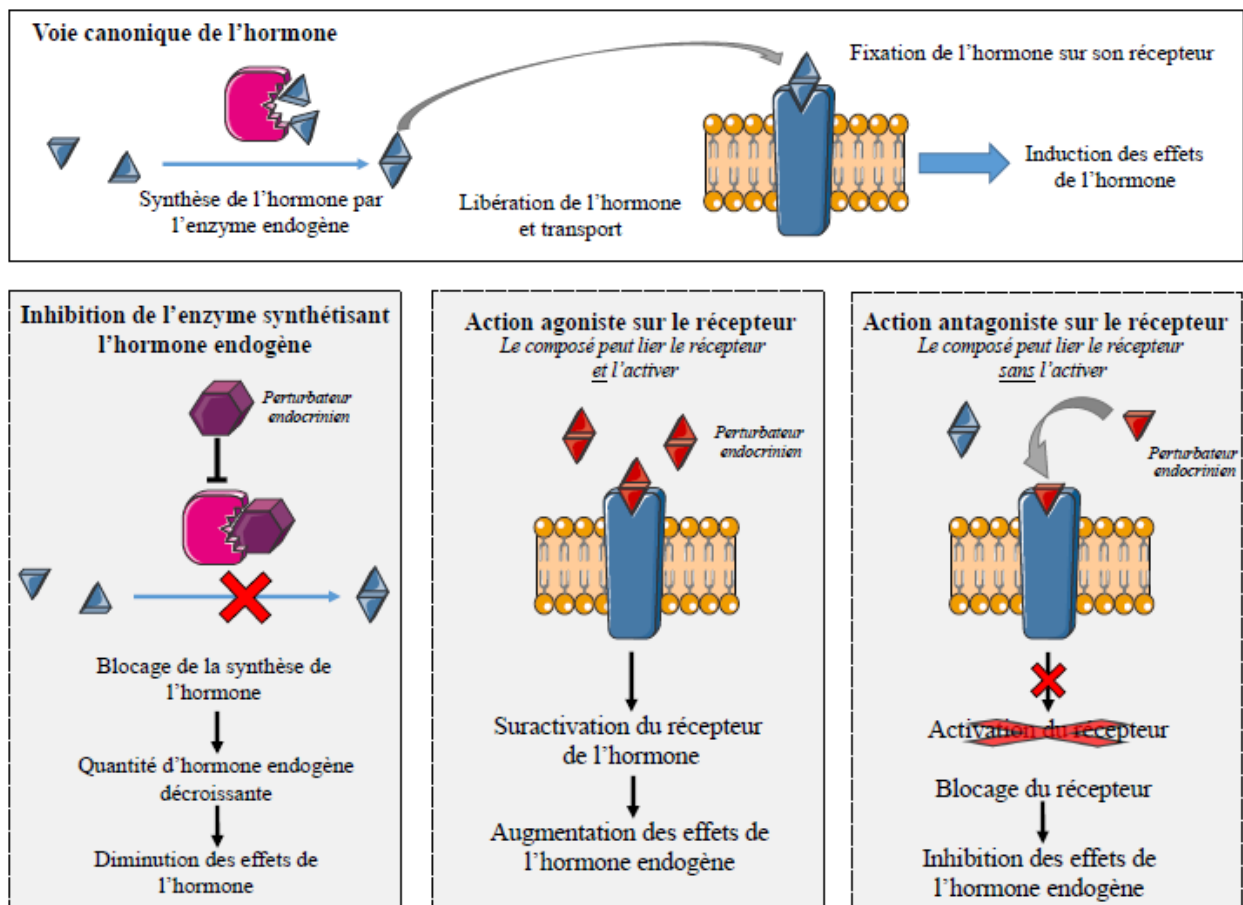 Voie canonique de l'hormone
Fixation de l'hormone sur son récepteur
Synthèse de l'hormone par
l'enzyme endogène
Libération de l'hormone
et transport
Induction des effets
de l'hormone
Inhibition de l'enzyme synthétisant
l'hormone endogène
Perturbateur
endocrinien
Blocage de la synthèse de
l'hormone
Quantité d'hormone endogène
décroissante
Diminution des effets de
l'hormone
Action agoniste sur le récepteur
Le composé peut lier le récepteur
et l'activer
Perturbateur
endocrinien
Suractivation du récepteur
de l'hormone
Augmentation des effets de
l'hormone endogène
Action antagoniste sur le récepteur
Le composé peut lier le récepteur
sans l'activer
Perturbateur
endocrinien
Activation du récepteur
Blocage du récepteur
Inhibition des effets de
l'hormone endogène